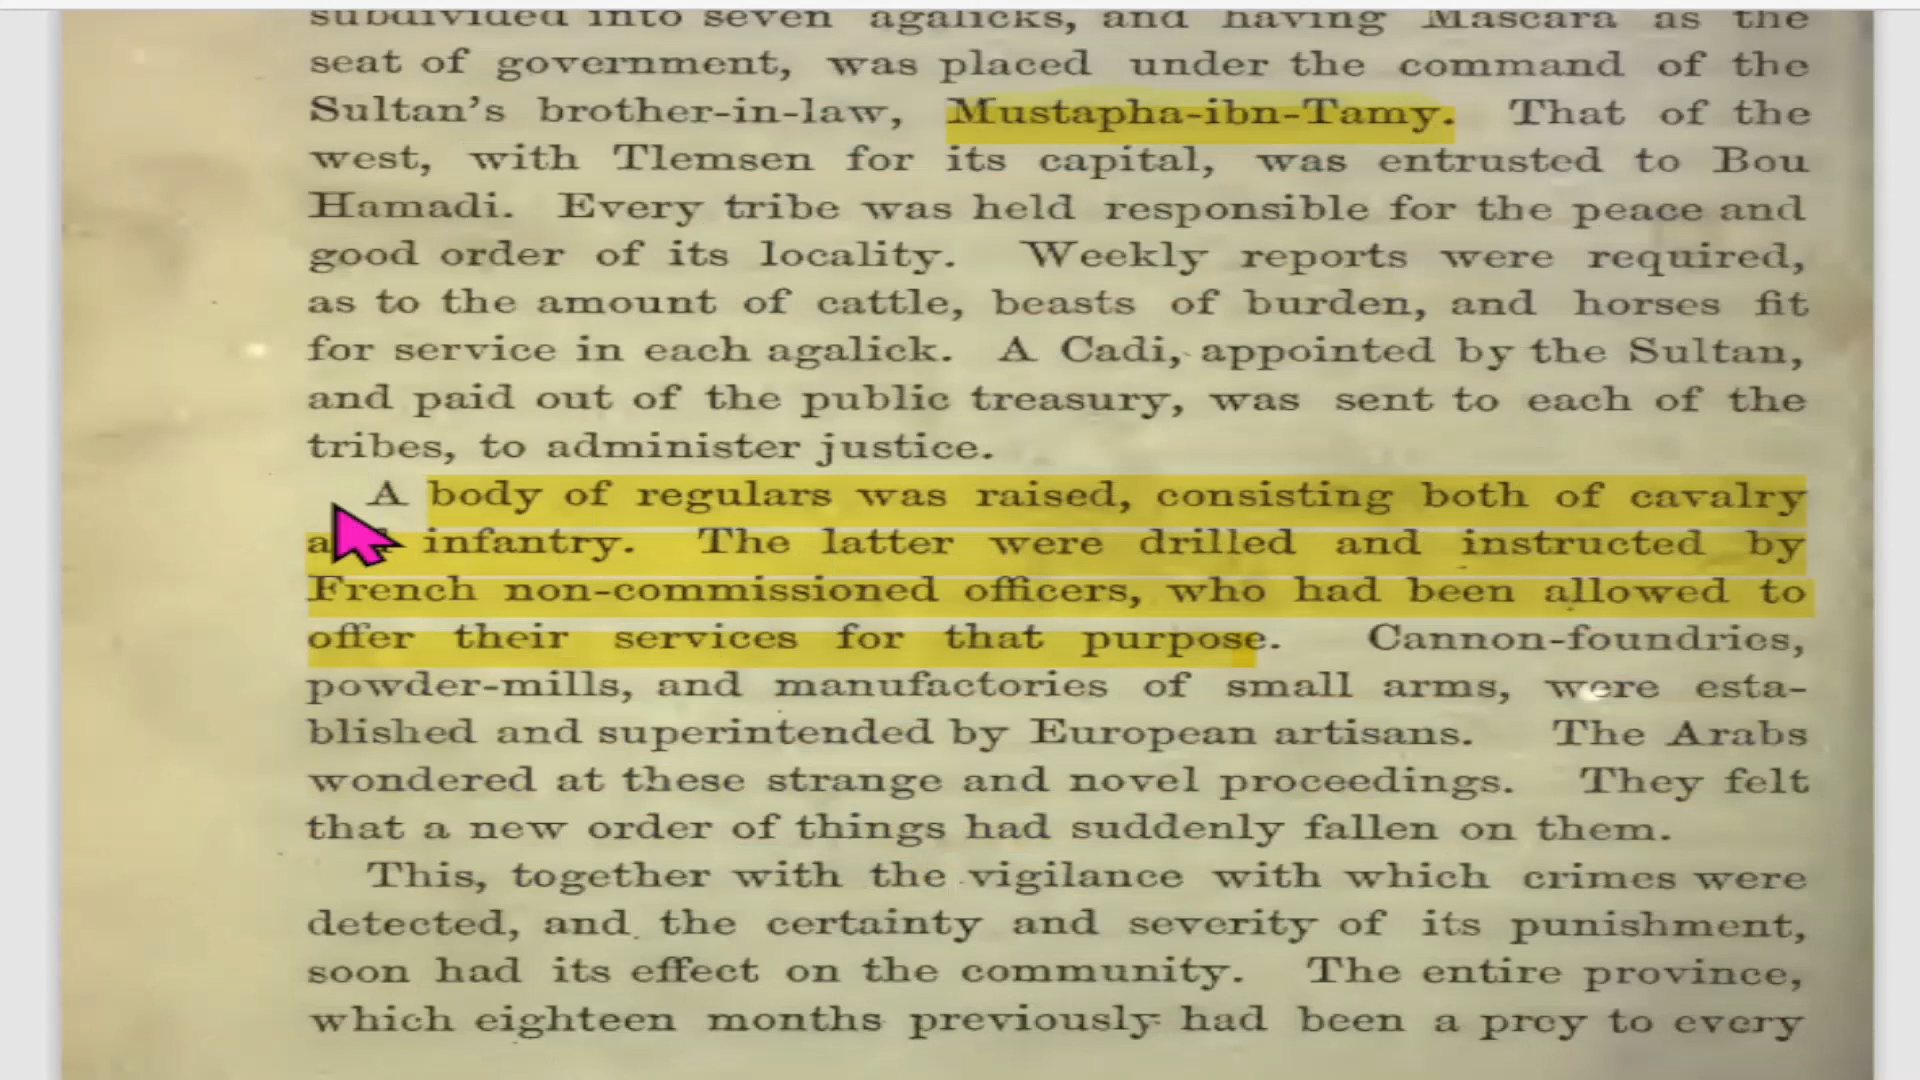 subdivided into seven agalicks, and having Mascara as the
seat of government, was placed under the command of the
Sultan's brother-in-law, Mustapha-ibn-Tamy. That of the
west, with Tlemsen for its capital, was entrusted to Bou
Hamadi. Every tribe was held responsible for the peace and
good order of its locality. Weekly reports were required,
as to the amount of cattle, beasts of burden, and horses fit
for service in each agalick. A Cadi, appointed by the Sultan,
and paid out of the public treasury, was sent to each of the
tribes, to administer justice.
A body of regulars was raised, consisting both of cavalry
infantry. The latter were drilled and instructed by
French non-commissioned officers, who had been allowed to
offer their services for that purpose. Cannon-foundries,
powder-mills, and manufactories of small arms, were esta-
blished and superintended by European artisans. The Arabs
wondered at these strange and novel proceedings. They felt
that a new order of things had suddenly fallen on them.
This, together with the vigilance with which crimes were
detected, and the certainty and severity of its punishment,
soon had its effect on the community. The entire province,
which eighteen months previously had been a prey to every